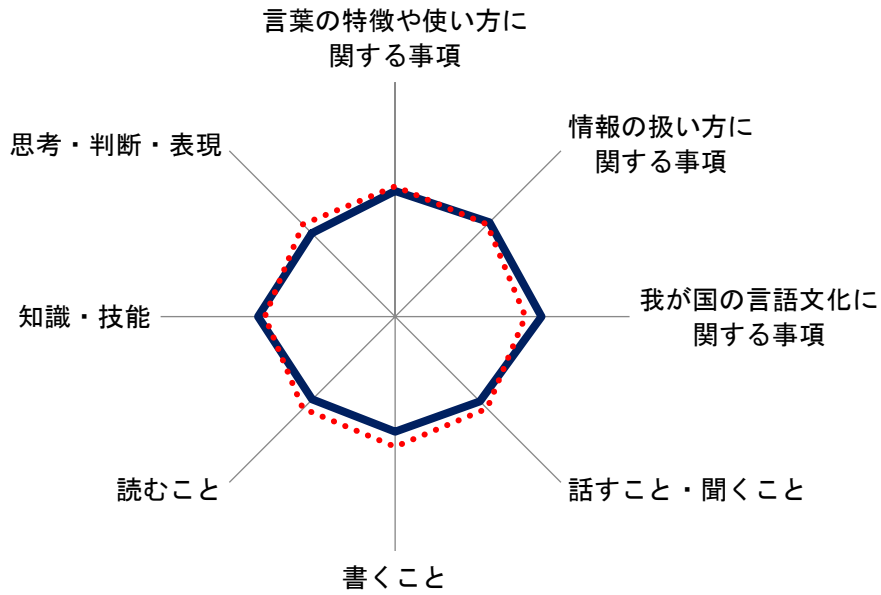 言葉の特徴や使い方に
関する事項
情報の扱い方に
関する事項
我が国の言語文化に
関する事項
話すこと・聞くこと
書くこと
読むこと
知識・技能
思考・判断・表現